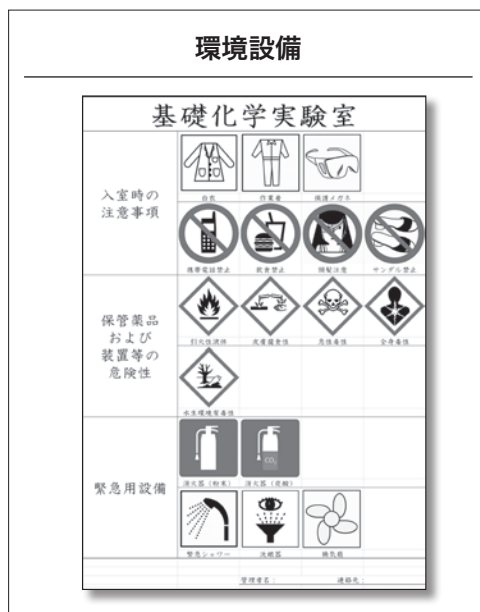 環境設備
基礎化学実験室
入室時の
注意事項
白衣 作業着 保護メガネ
携帯電話禁止 飲食禁止 頭髪注意 サンダル禁止
保管薬品
および
装置等の
危険性
引火性液体 皮膚腐食性 急性毒性 全身毒性
水生環境有害性
緊急用設備
消火器（粉末） 消火器（炭酸）
CO₂
緊急シャワー 洗眼器 換気扇
管理者名： 連絡先：